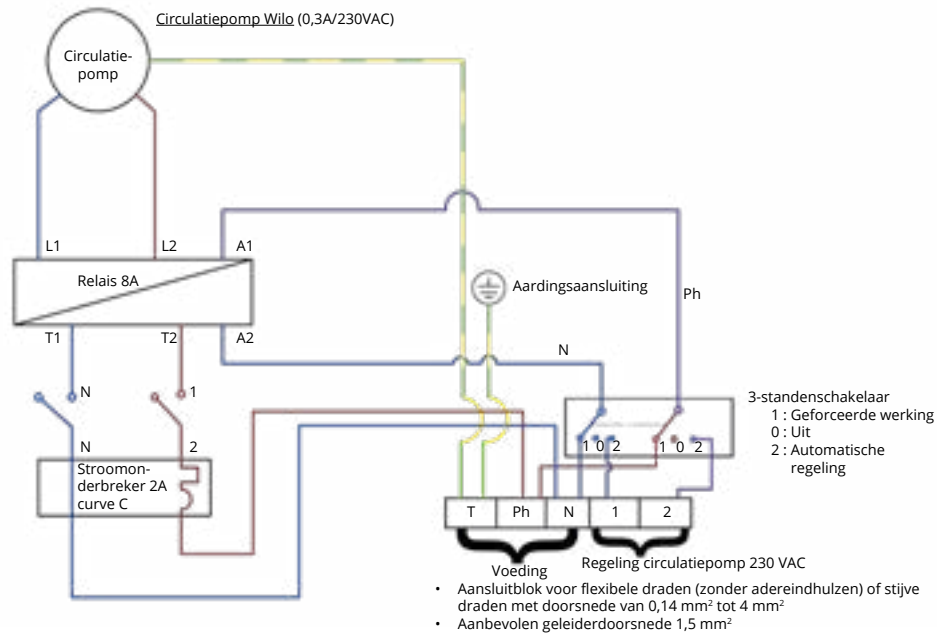 Circulatiepomp Wilo (0,3A/230VAC)
Circulatie-
pomp
L1
L2
A1
Relais 8A
Aardingsaansluiting
Ph
T1
T2
A2
N
N
1
3-standenschakelaar
1 : Geforceerde werking
0 : Uit
2 : Automatische
regeling
1 0 2
1 0 2
N
2
Stroomon-
derbreker 2A
curve C
T
Ph
N
1
2
Voeding
Regeling circulatiepomp 230 VAC
• Aansluitblok voor flexibele draden (zonder adereindhulzen) of stijve
draden met doorsnede van 0,14 mm² tot 4 mm²
• Aanbevolen geleiderdoorsnede 1,5 mm²